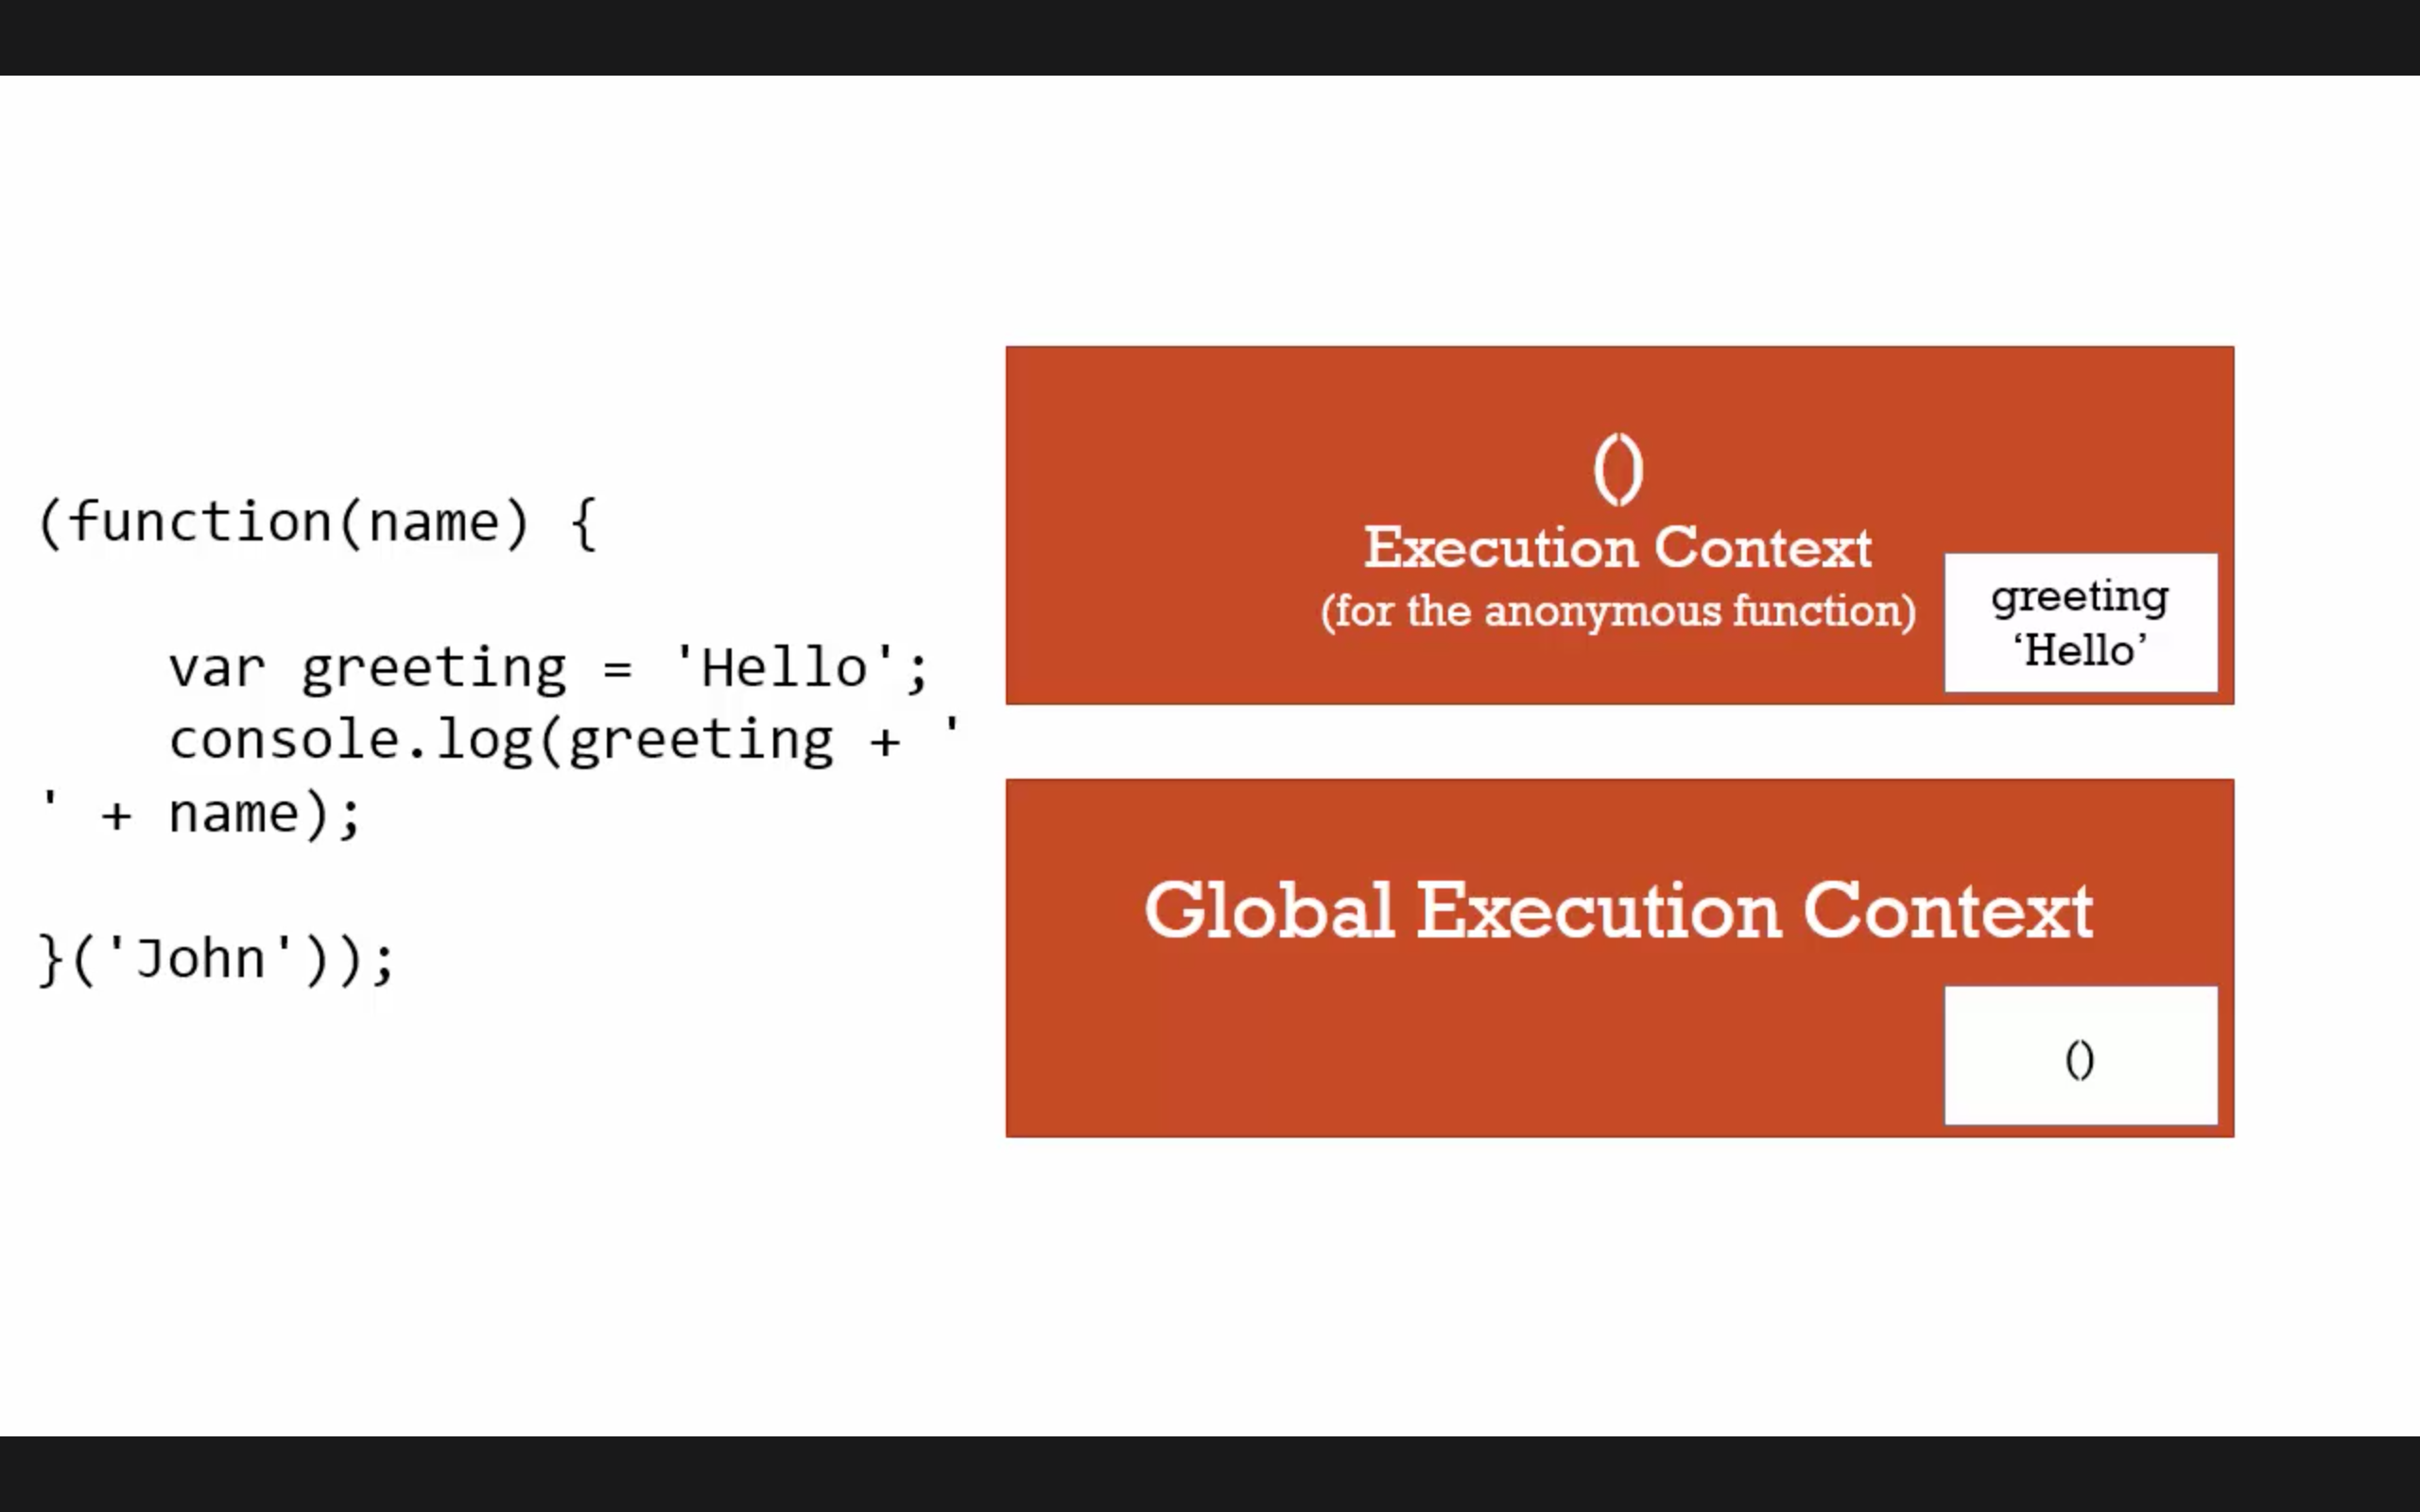 (function(name) {
    var greeting = 'Hello';
    console.log(greeting + '
' + name);
}('John'));
()
Execution Context
(for the anonymous function)
greeting
‘Hello’
Global Execution Context
()